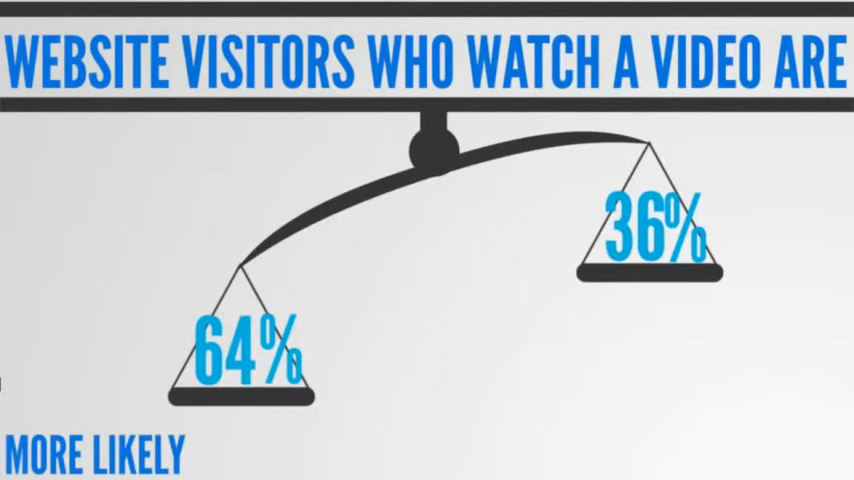 WEBSITE VISITORS WHO WATCH A VIDEO ARE
36%
64%
MORE LIKELY